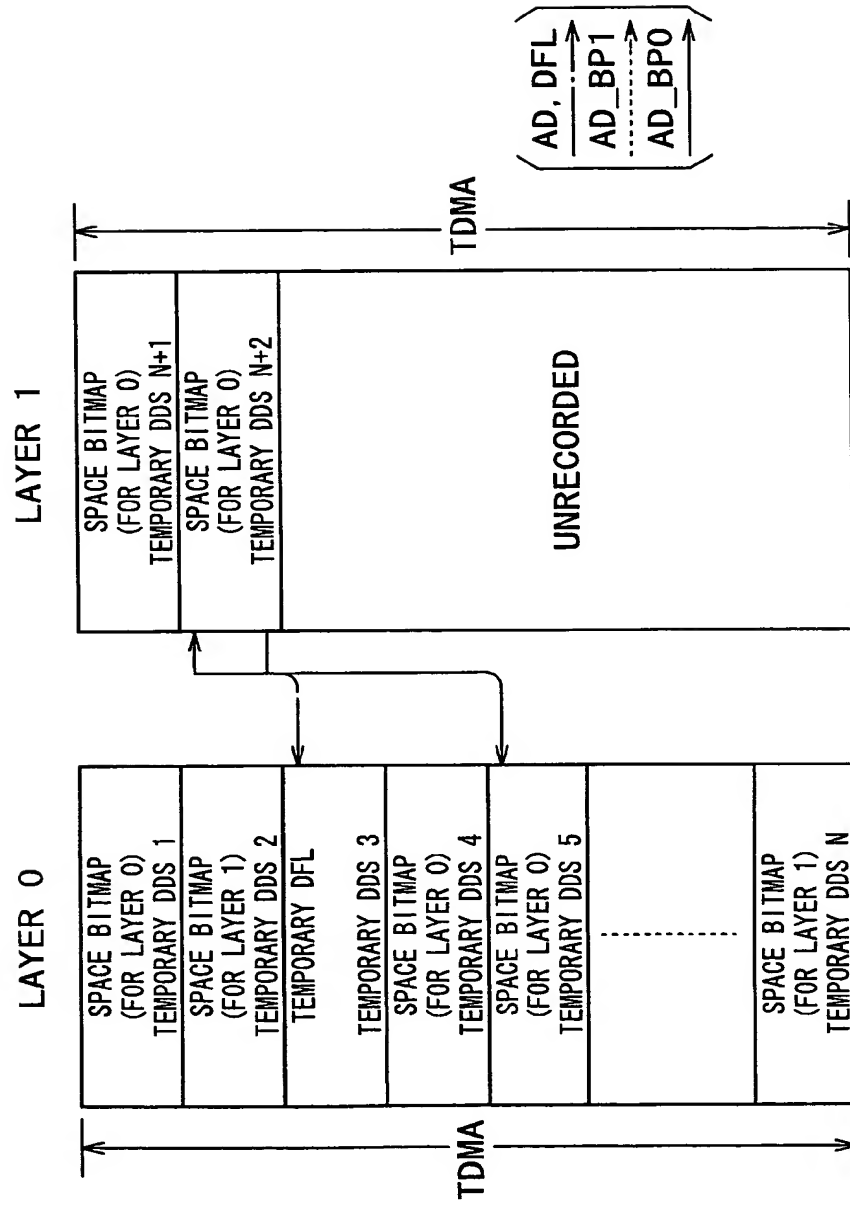 LAYER 0
SPACE BITMAP
(FOR LAYER 0)
TEMPORARY DDS 1
SPACE BITMAP
(FOR LAYER 1)
TEMPORARY DDS 2
TEMPORARY DFL
TEMPORARY DDS 3
SPACE BITMAP
(FOR LAYER 0)
TEMPORARY DDS 4
SPACE BITMAP
(FOR LAYER 0)
TEMPORARY DDS 5
SPACE BITMAP
(FOR LAYER 1)
TEMPORARY DDS N
TDMA
LAYER 1
SPACE BITMAP
(FOR LAYER 0)
TEMPORARY DDS N+1
SPACE BITMAP
(FOR LAYER 0)
TEMPORARY DDS N+2
UNRECORDED
TDMA
AD, DFL
AD_BP1
AD_BP0